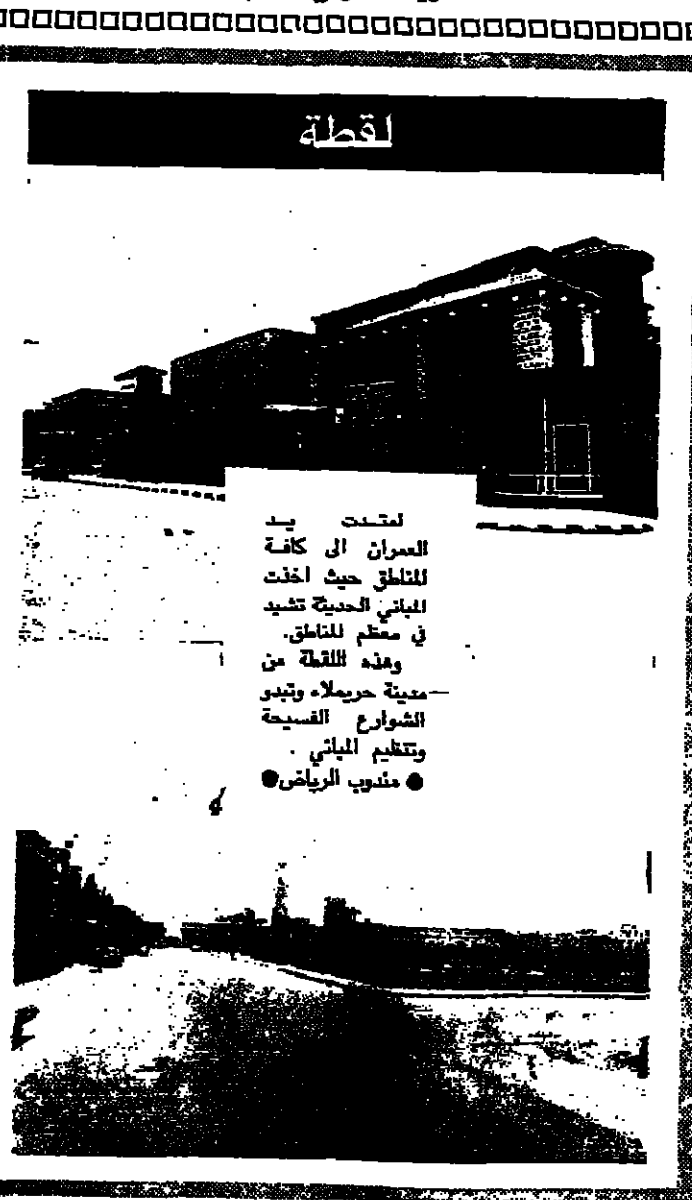 لقطة
امتدت يد
العمران الى كافة
المناطق حيث اخذت
المباني الحديثة تشيد
في معظم المناطق.
وهذه اللقطة من
مدينة حريملاء وتبدو
الشوارع الفسيحة
وتنظيم المباني .
● مندوب الرياض ●